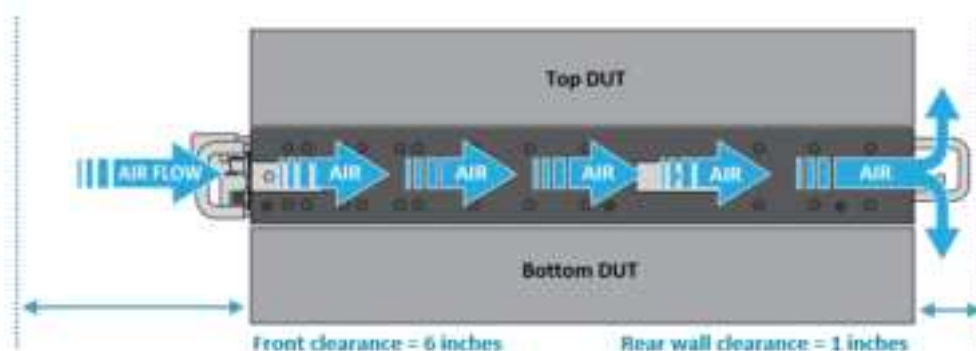 Top DUT
AIR FLOW AIR AIR AIR AIR AIR
Bottom DUT
Front clearance = 6 inches Rear wall clearance = 1 inches